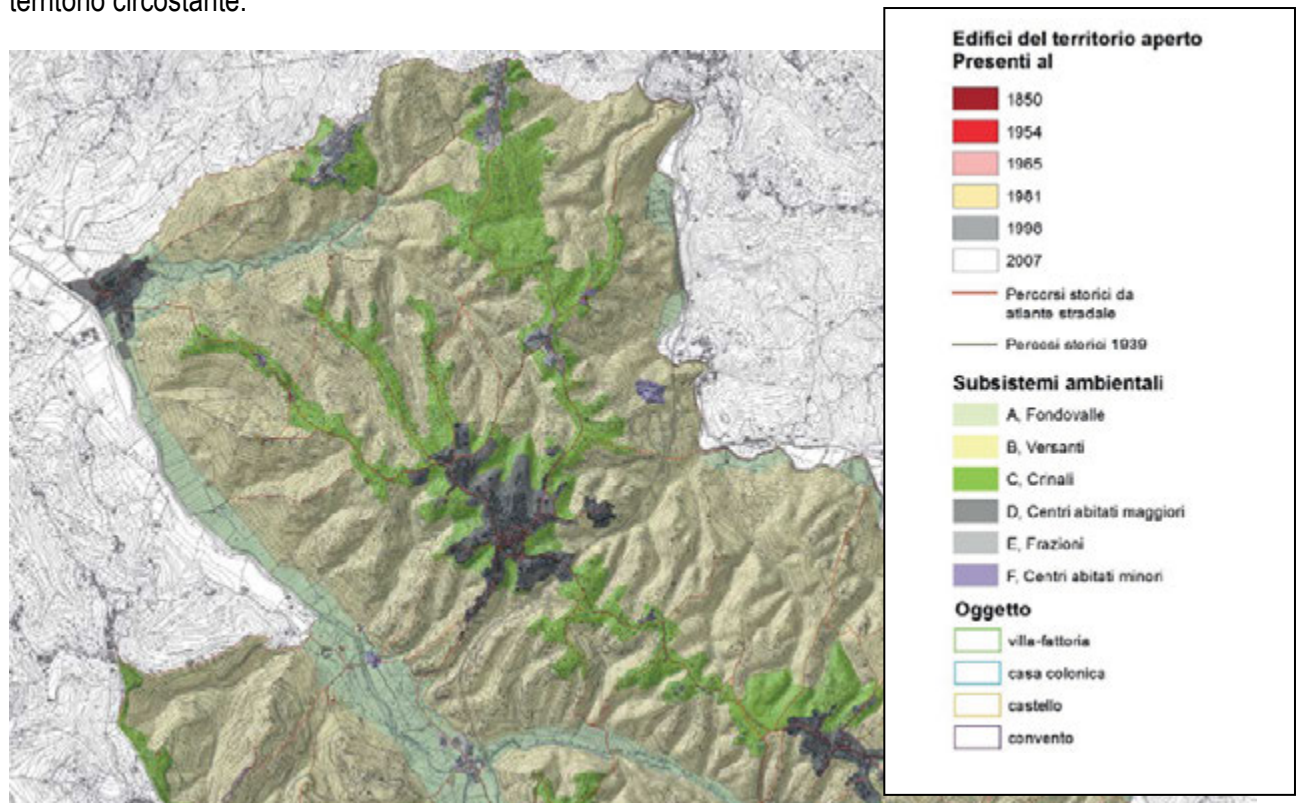 territorio circostante.
Edifici del territorio aperto
Presenti al
1850
1954
1965
1981
1998
2007
Percorsi storici da
atlante stradale
Percosi storici 1939
Subsistemi ambientali
A, Fondovalle
B, Versanti
C, Crinali
D, Centri abitati maggiori
E, Frazioni
F, Centri abitati minori
Oggetto
villa-fattoria
casa colonica
castello
convento